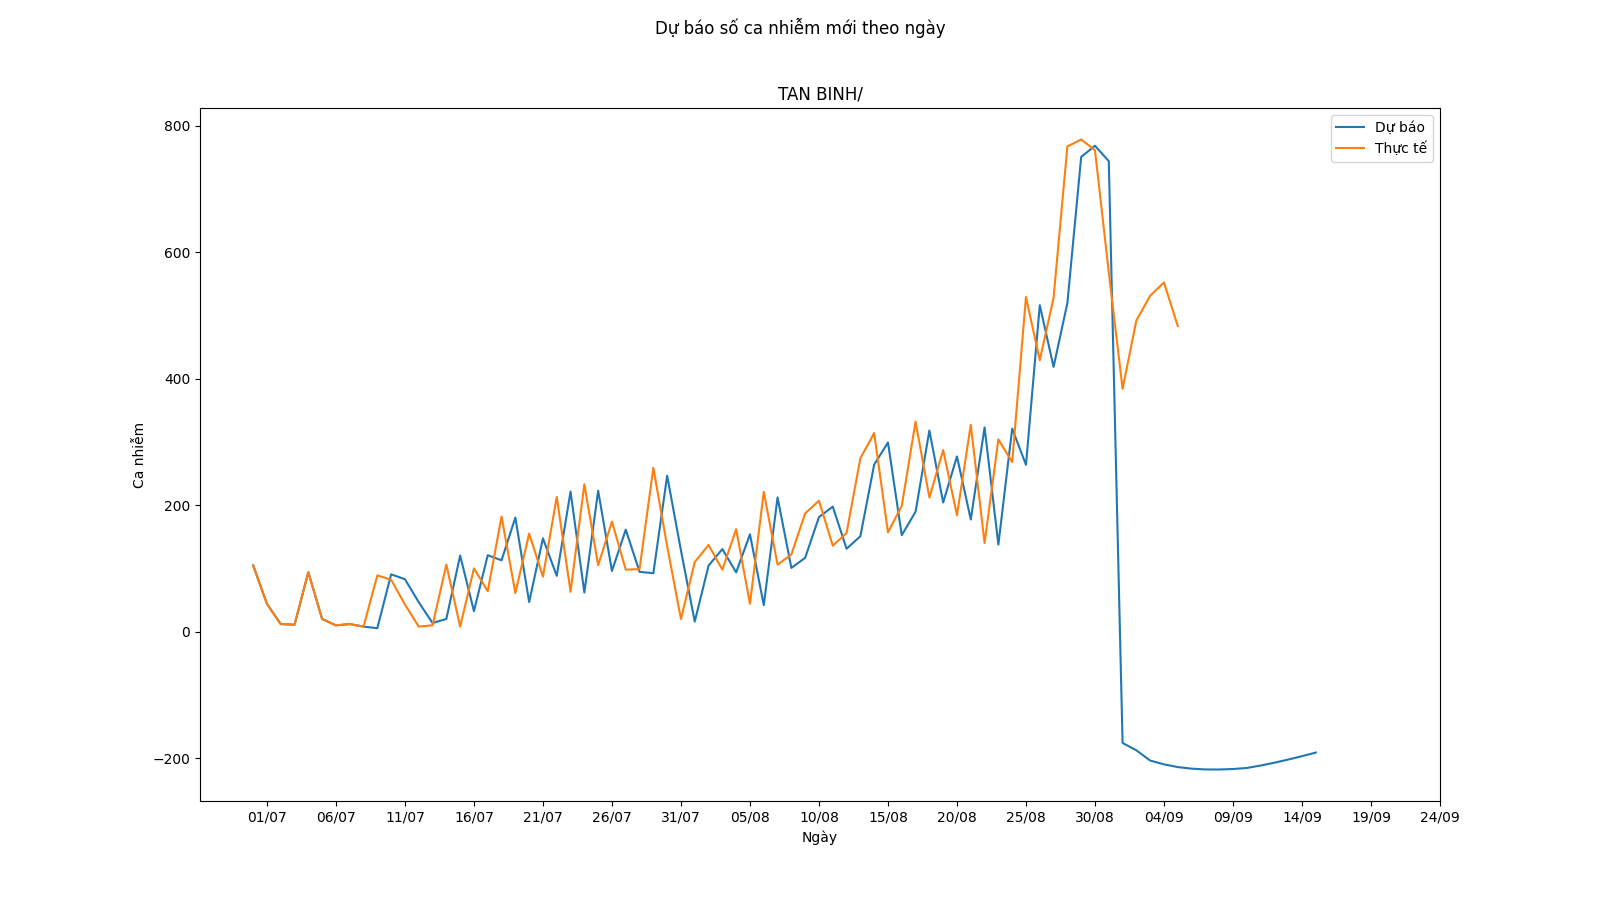 Dự báo số ca nhiễm mới theo ngày
TAN BINH/
Dự báo
Thực tế
800
600
400
200
0
−200
Ca nhiễm
01/07 06/07 11/07 16/07 21/07 26/07 31/07 05/08 10/08 15/08 20/08 25/08 30/08 04/09 09/09 14/09 19/09 24/09
Ngày